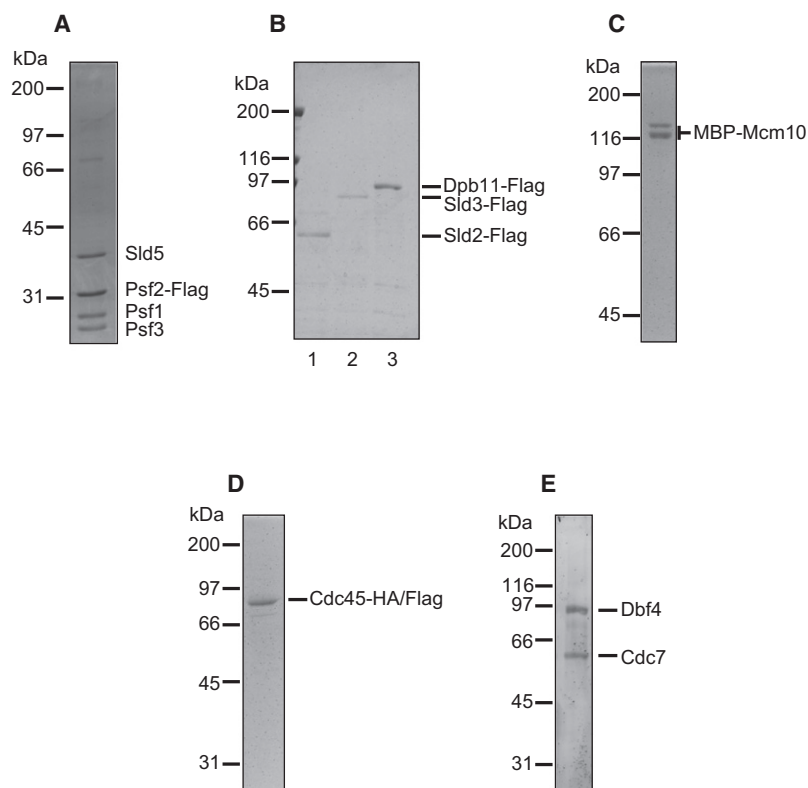 A
kDa
200
97
66
45
31
Sld5
Psf2-Flag
Psf1
Psf3
B
kDa
200
116
97
66
45
Dpb11-Flag
Sld3-Flag
Sld2-Flag
1 2 3
C
kDa
200
116
97
66
45
MBP-Mcm10
D
kDa
200
97
66
45
31
Cdc45-HA/Flag
E
kDa
200
116
97
66
45
31
Dbf4
Cdc7